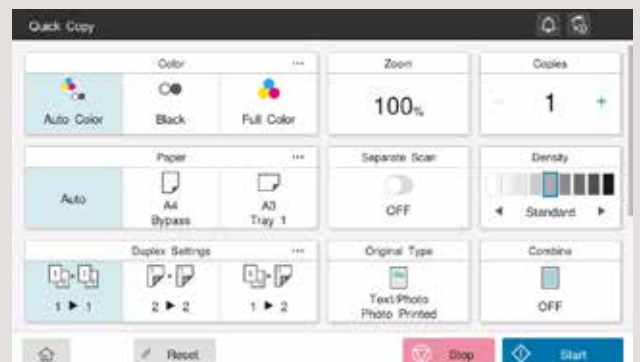 Quick Copy
Color
Zoom
Copies
Auto Color
Black
Full Color
100%
1
+
Paper
Separate Scan
Density
Auto
A4
Bypass
A3
Tray 1
OFF
Standard
Duplex Settings
Original Type
Combine
1 ▶ 1
2 ▶ 2
1 ▶ 2
Text/Photo
Photo Printed
OFF
Reset
Stop
Start